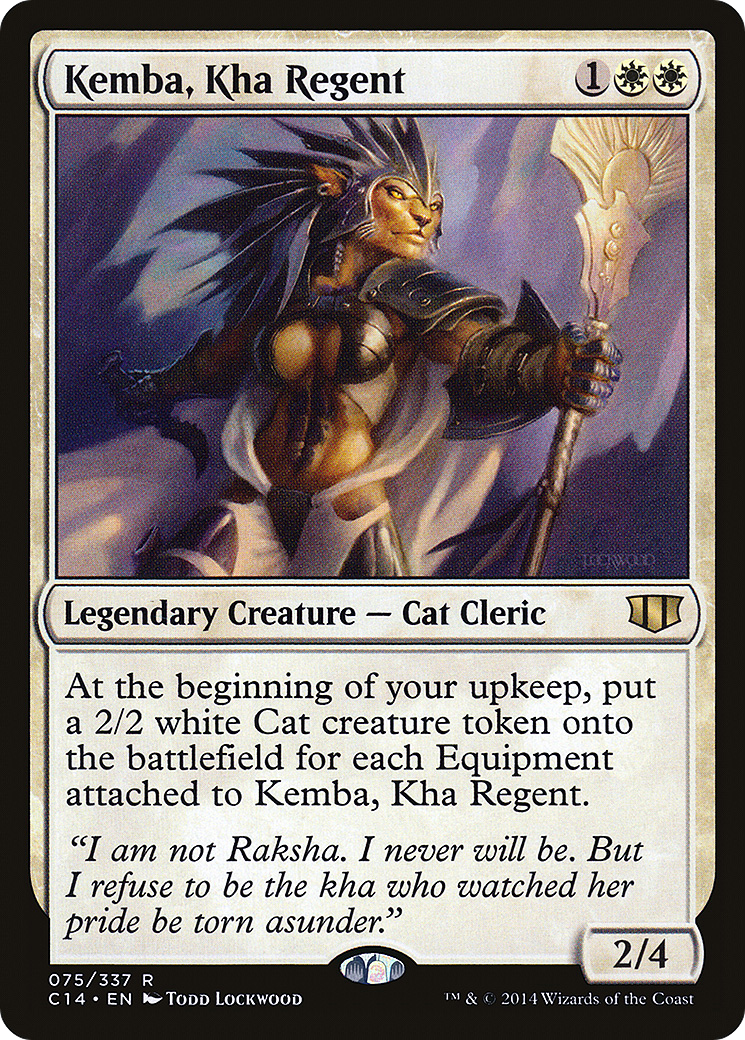 Kemba, Kha Regent 1
LOCKWOOD
Legendary Creature — Cat Cleric
At the beginning of your upkeep, put
a 2/2 white Cat creature token onto
the battlefield for each Equipment
attached to Kemba, Kha Regent.
“I am not Raksha. I never will be. But
I refuse to be the kha who watched her
pride be torn asunder.”
2/4
075/337 R
C14 • EN Todd Lockwood ™ & © 2014 Wizards of the Coast